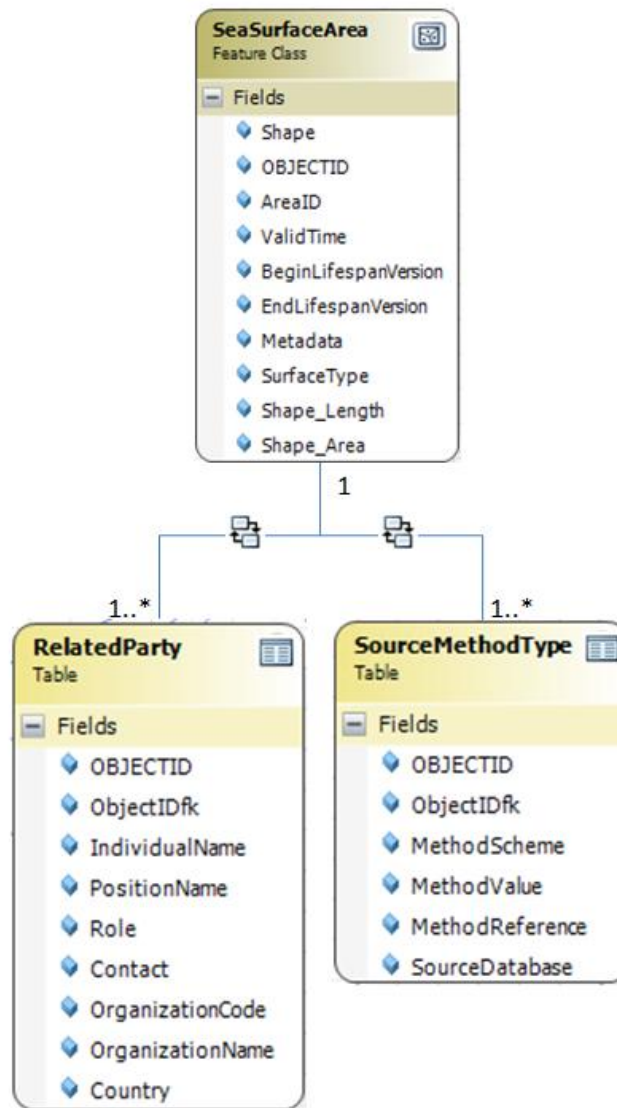 SeaSurfaceArea
Feature Class
Fields
Shape
OBJECTID
AreaID
ValidTime
BeginLifespanVersion
EndLifespanVersion
Metadata
SurfaceType
Shape_Length
Shape_Area
1
1..*
1..*
RelatedParty
Table
Fields
OBJECTID
ObjectIDfk
IndividualName
PositionName
Role
Contact
OrganizationCode
OrganizationName
Country
SourceMethodType
Table
Fields
OBJECTID
ObjectIDfk
MethodScheme
MethodValue
MethodReference
SourceDatabase